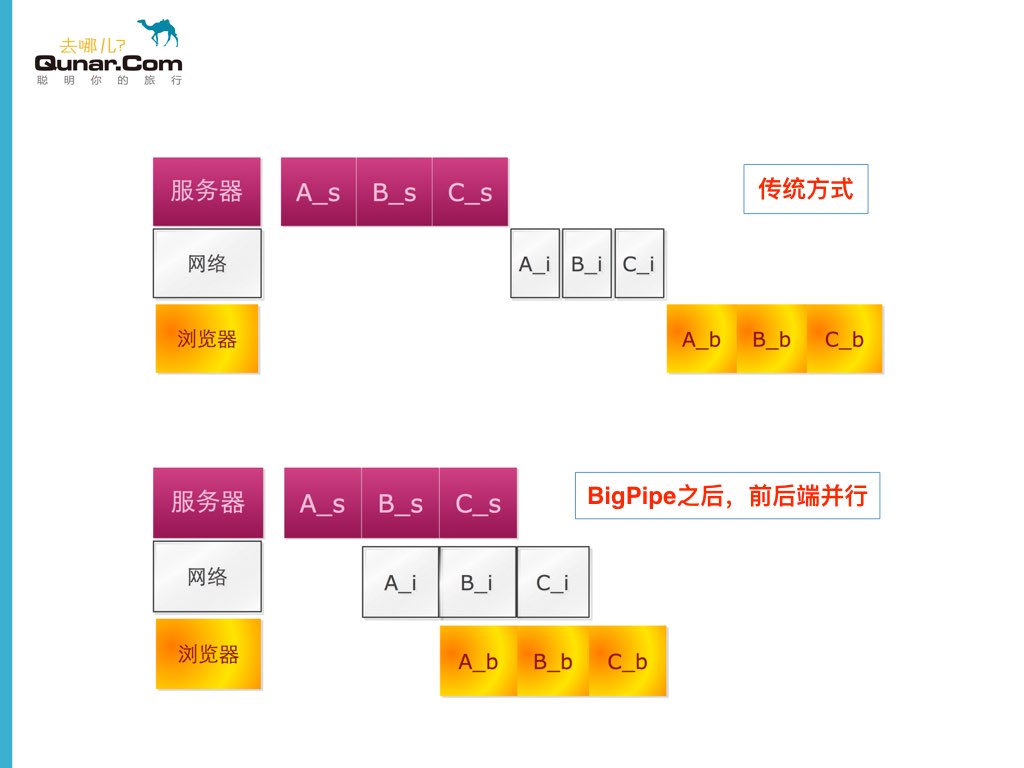 去哪儿?
Qunar.Com
聪明你的旅行
服务器 A_s B_s C_s
传统方式
网络 A_i B_i C_i
浏览器 A_b B_b C_b
服务器 A_s B_s C_s
BigPipe之后，前后端并行
网络 A_i B_i C_i
浏览器 A_b B_b C_b